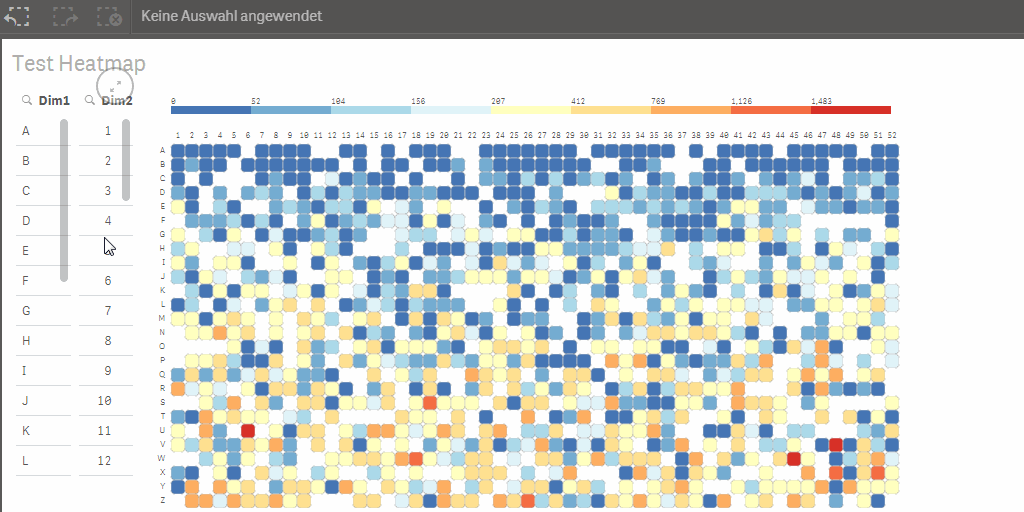 Keine Auswahl angewendet
Test Heatmap
Dim1 Dim2
0 52 104 156 207 412 769 1,126 1,483
1 2 3 4 5 6 7 8 9 10 11 12 13 14 15 16 17 18 19 20 21 22 23 24 25 26 27 28 29 30 31 32 33 34 35 36 37 38 39 40 41 42 43 44 45 46 47 48 49 50 51 52
A 1
B 2
C 3
D 4
E
F 6
G 7
H 8
I 9
J 10
K 11
L 12
A
B
C
D
E
F
G
H
I
J
K
L
M
N
O
P
Q
R
S
T
U
V
W
X
Y
Z